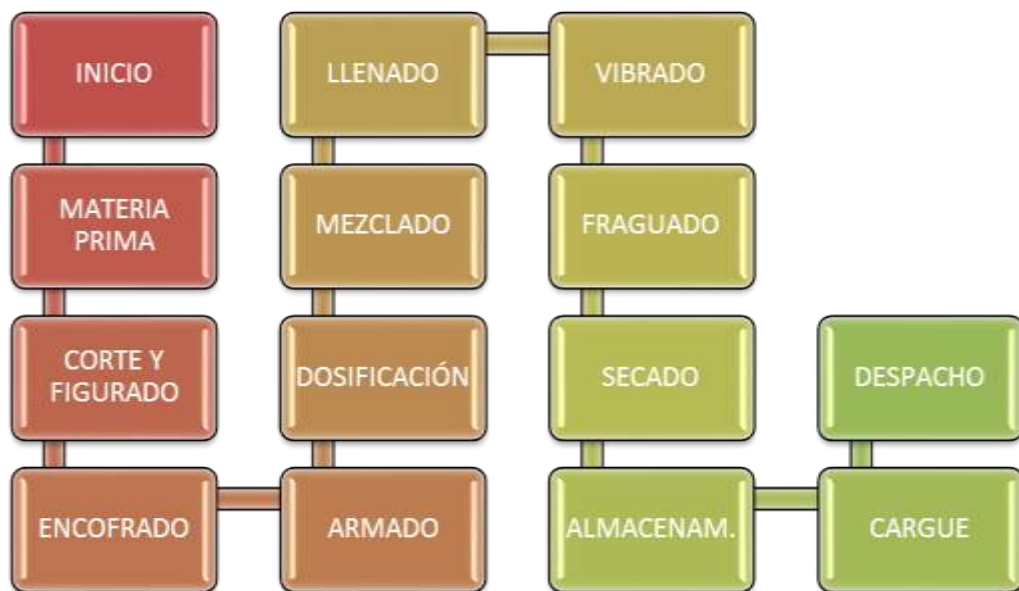 INICIO
MATERIA
PRIMA
CORTE Y
FIGURADO
ENCOFRADO
ARMADO
DOSIFICACIÓN
MEZCLADO
LLENADO
VIBRADO
FRAGUADO
SECADO
ALMACENAM.
CARGUE
DESPACHO